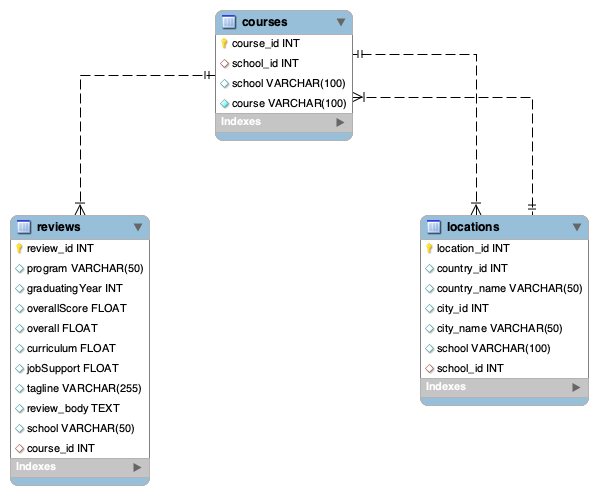 courses
course_id INT
school_id INT
school VARCHAR(100)
course VARCHAR(100)
Indexes
reviews
review_id INT
program VARCHAR(50)
graduatingYear INT
overallScore FLOAT
overall FLOAT
curriculum FLOAT
jobSupport FLOAT
tagline VARCHAR(255)
review_body TEXT
school VARCHAR(50)
course_id INT
Indexes
locations
location_id INT
country_id INT
country_name VARCHAR(50)
city_id INT
city_name VARCHAR(50)
school VARCHAR(100)
school_id INT
Indexes